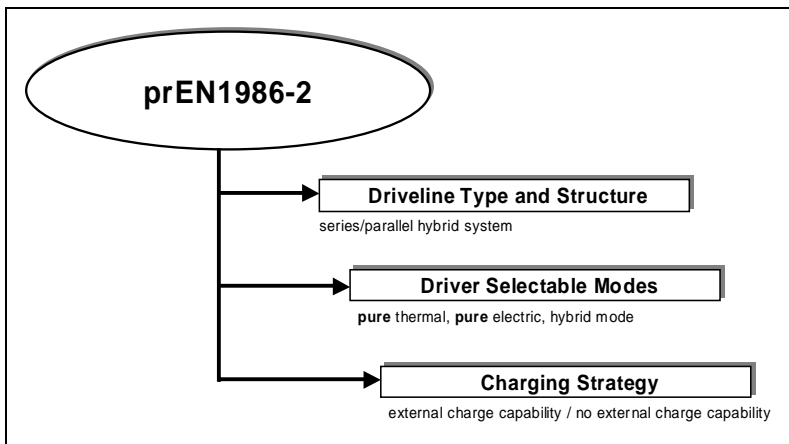 prEN1986-2
Driveline Type and Structure
series/parallel hybrid system
Driver Selectable Modes
pure thermal, pure electric, hybrid mode
Charging Strategy
external charge capability / no external charge capability